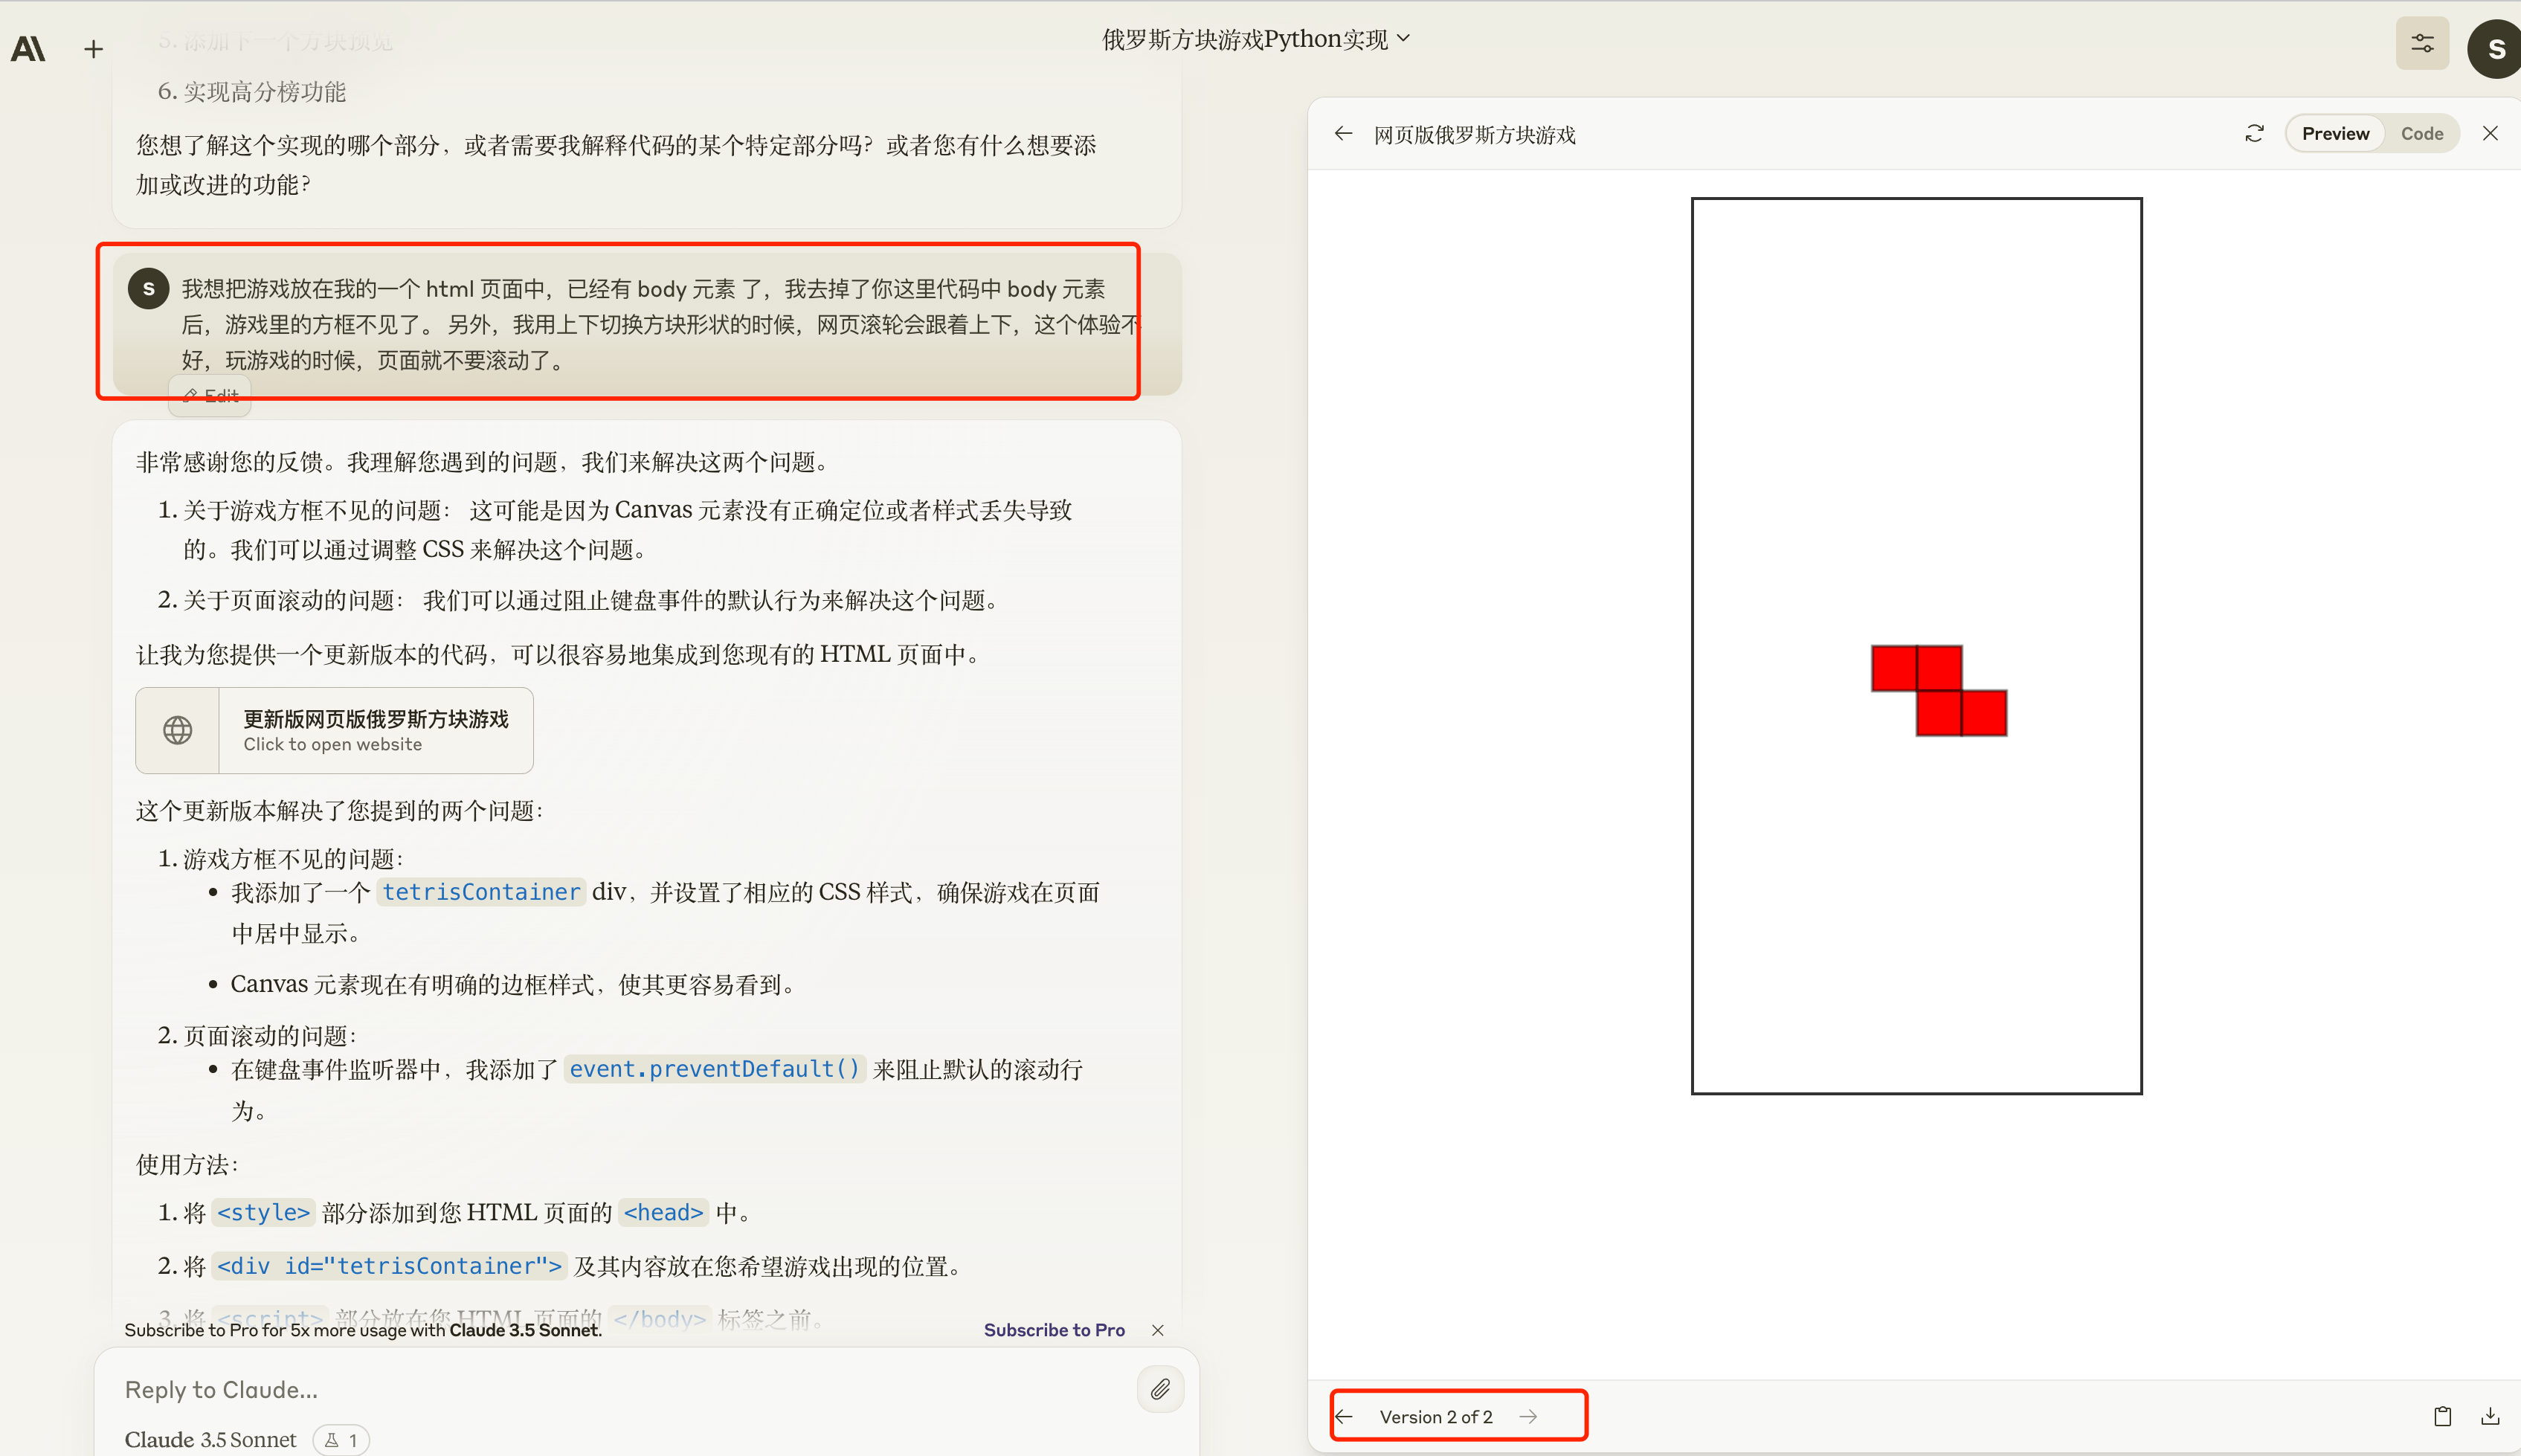 俄罗斯方块游戏Python实现
S
5. 添加下一个方块预览
6. 实现高分榜功能
您想了解这个实现的哪个部分，或者需要我解释代码的某个特定部分吗？或者您有什么想要添
加或改进的功能？
S
我想把游戏放在我的一个 html 页面中，已经有 body 元素 了，我去掉了你这里代码中 body 元素
后，游戏里的方框不见了。 另外，我用上下切换方块形状的时候，网页滚轮会跟着上下，这个体验不
好，玩游戏的时候，页面就不要滚动了。
Edit
非常感谢您的反馈。我理解您遇到的问题，我们来解决这两个问题。
1. 关于游戏方框不见的问题： 这可能是因为 Canvas 元素没有正确定位或者样式丢失导致
的。我们可以通过调整 CSS 来解决这个问题。
2. 关于页面滚动的问题： 我们可以通过阻止键盘事件的默认行为来解决这个问题。
让我为您提供一个更新版本的代码，可以很容易地集成到您现有的 HTML 页面中。
更新版网页版俄罗斯方块游戏
Click to open website
这个更新版本解决了您提到的两个问题：
1. 游戏方框不见的问题：
• 我添加了一个 tetrisContainer div，并设置了相应的 CSS 样式，确保游戏在页面
中居中显示。
• Canvas 元素现在有明确的边框样式，使其更容易看到。
2. 页面滚动的问题：
• 在键盘事件监听器中，我添加了 event.preventDefault() 来阻止默认的滚动行
为。
使用方法：
1. 将 <style> 部分添加到您 HTML 页面的 <head> 中。
2. 将 <div id="tetrisContainer"> 及其内容放在您希望游戏出现的位置。
3. 将 <script> 部分放在您 HTML 页面的 </body> 标签之前。
Subscribe to Pro for 5x more usage with Claude 3.5 Sonnet.
Subscribe to Pro
Reply to Claude...
Claude 3.5 Sonnet
1
网页版俄罗斯方块游戏
Preview
Code
Version 2 of 2